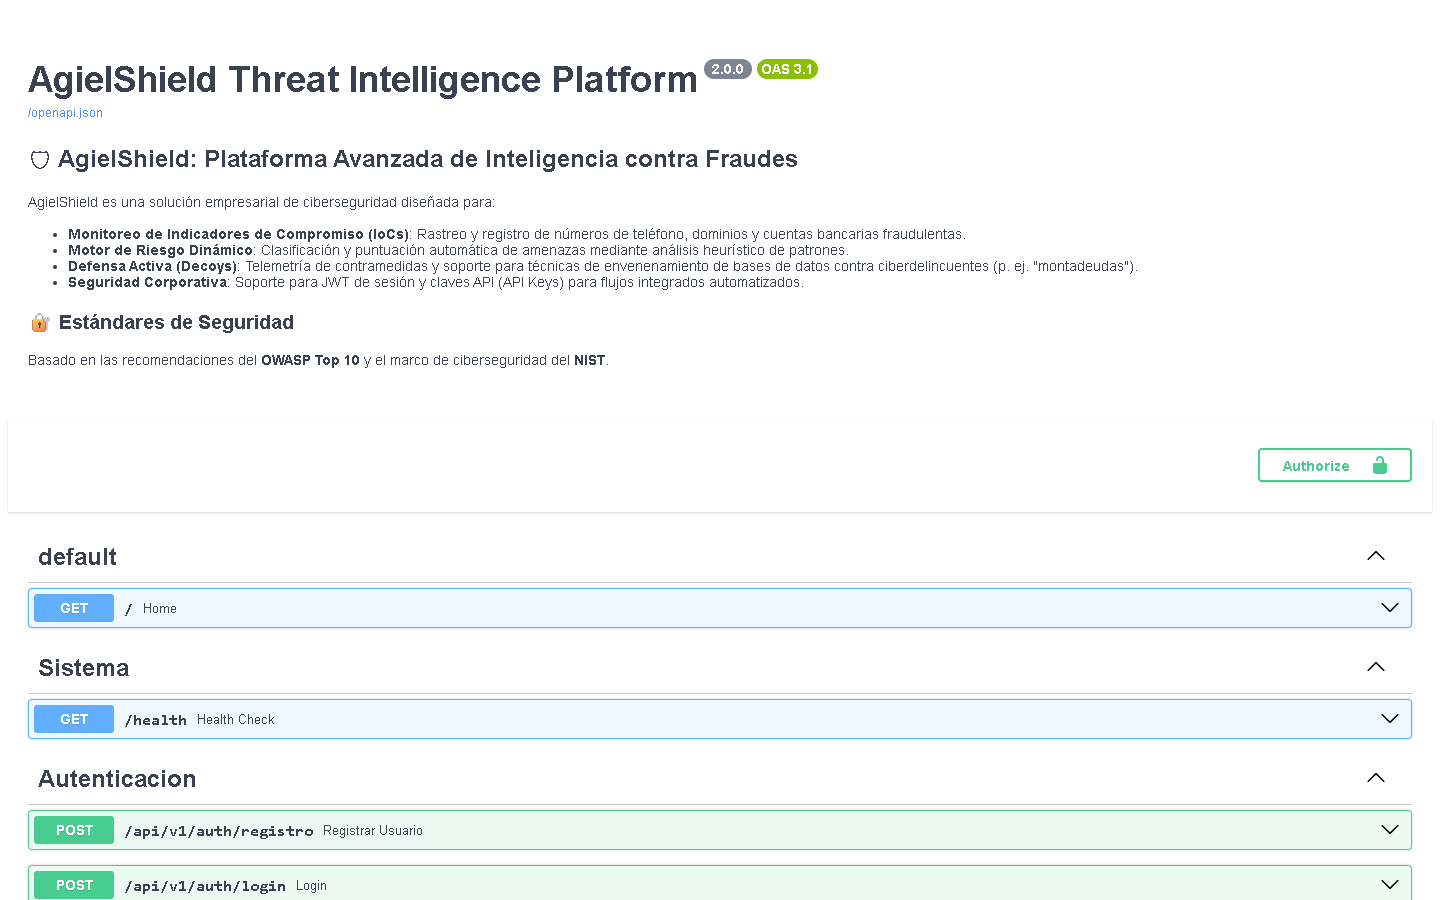 AgielShield Threat Intelligence Platform 2.0.0 OAS 3.1
/openapi.json
AgielShield: Plataforma Avanzada de Inteligencia contra Fraudes
AgielShield es una solución empresarial de ciberseguridad diseñada para:
Monitoreo de Indicadores de Compromiso (IoCs): Rastreo y registro de números de teléfono, dominios y cuentas bancarias fraudulentas.
Motor de Riesgo Dinámico: Clasificación y puntuación automática de amenazas mediante análisis heurístico de patrones.
Defensa Activa (Decoys): Telemetría de contramedidas y soporte para técnicas de envenenamiento de bases de datos contra ciberdelincuentes (p. ej. "montadeudas").
Seguridad Corporativa: Soporte para JWT de sesión y claves API (API Keys) para flujos integrados automatizados.
Estándares de Seguridad
Basado en las recomendaciones del OWASP Top 10 y el marco de ciberseguridad del NIST.
Authorize
default
GET / Home
Sistema
GET /health Health Check
Autenticacion
POST /api/v1/auth/registro Registrar Usuario
POST /api/v1/auth/login Login